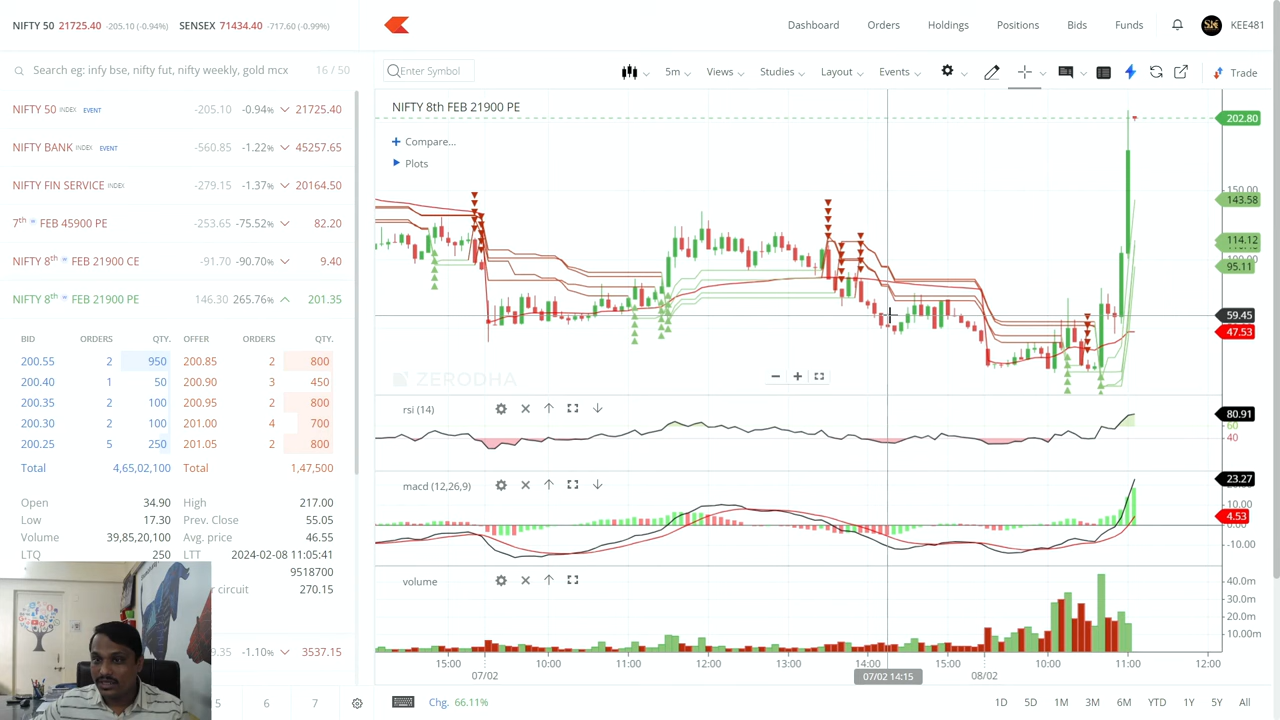 NIFTY 50 21725.40 -205.10 (-0.94%) SENSEX 71434.40 -717.60 (-0.99%)
Dashboard Orders Holdings Positions Bids Funds KEE481
Search eg: infy bse, nifty fut, nifty weekly, gold mcx 16 / 50
Enter Symbol 5m Views Studies Layout Events Trade
NIFTY 50 INDEX EVENT -205.10 -0.94% 21725.40
NIFTY BANK INDEX EVENT -560.85 -1.22% 45257.65
NIFTY FIN SERVICE INDEX -279.15 -1.37% 20164.50
7th FEB 45900 PE -253.65 -75.52% 82.20
NIFTY 8th FEB 21900 CE -91.70 -90.70% 9.40
NIFTY 8th FEB 21900 PE 146.30 265.76% 201.35
BID ORDERS QTY. OFFER ORDERS QTY.
200.55 2 950 200.85 2 800
200.40 1 50 200.90 3 450
200.35 2 100 200.95 2 800
200.30 2 100 201.00 4 700
200.25 5 250 201.05 2 800
Total 4,65,02,100 Total 1,47,500
Open 34.90 High 217.00
Low 17.30 Prev. Close 55.05
Volume 39,85,20,100 Avg. price 46.55
LTQ 250 LTT 2024-02-08 11:05:41
9518700
circuit 270.15
-1.10% 3537.15
5 6 7
NIFTY 8th FEB 21900 PE
Compare...
Plots
ZERODHA
202.80
150.00
143.58
114.12
95.11
59.45
47.53
rsi (14)
80.91
60
40
macd (12,26,9)
23.27
10.00
4.53
-10.00
volume
40.0m
30.0m
20.0m
10.00m
15:00 10:00 11:00 12:00 13:00 14:00 15:00 10:00 11:00 12:00
07/02 07/02 14:15 08/02
Chg. 66.11% 1D 5D 1M 3M 6M YTD 1Y 5Y All